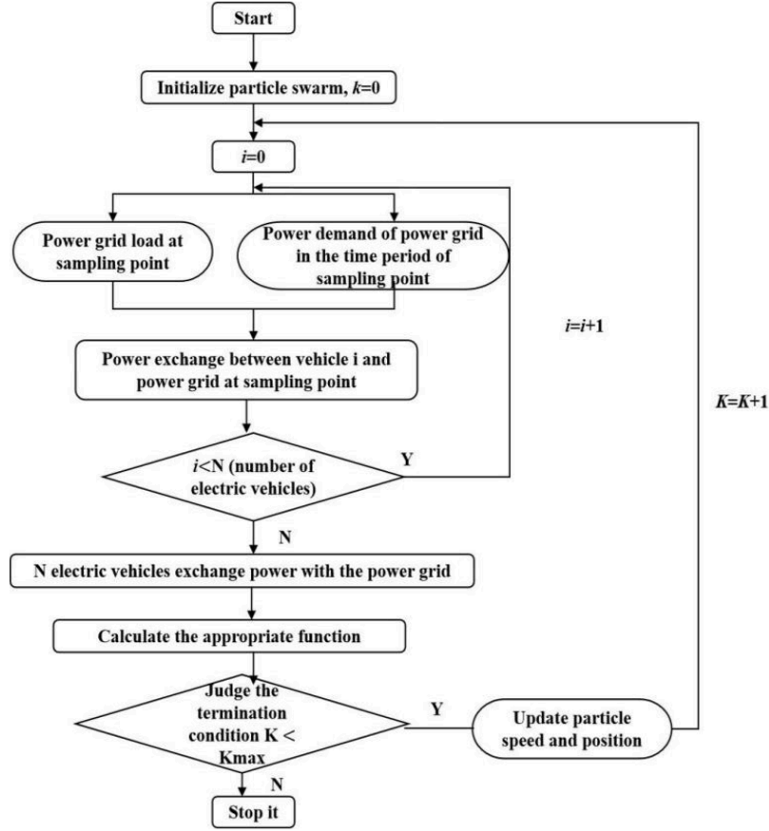 Start
Initialize particle swarm, k=0
i=0
Power grid load at
sampling point
Power demand of power grid
in the time period of
sampling point
i=i+1
Power exchange between vehicle i and
power grid at sampling point
K=K+1
i<N (number of
electric vehicles)
Y
N
N electric vehicles exchange power with the power grid
Calculate the appropriate function
Judge the
termination
condition K <
Kmax
Y
Update particle
speed and position
N
Stop it